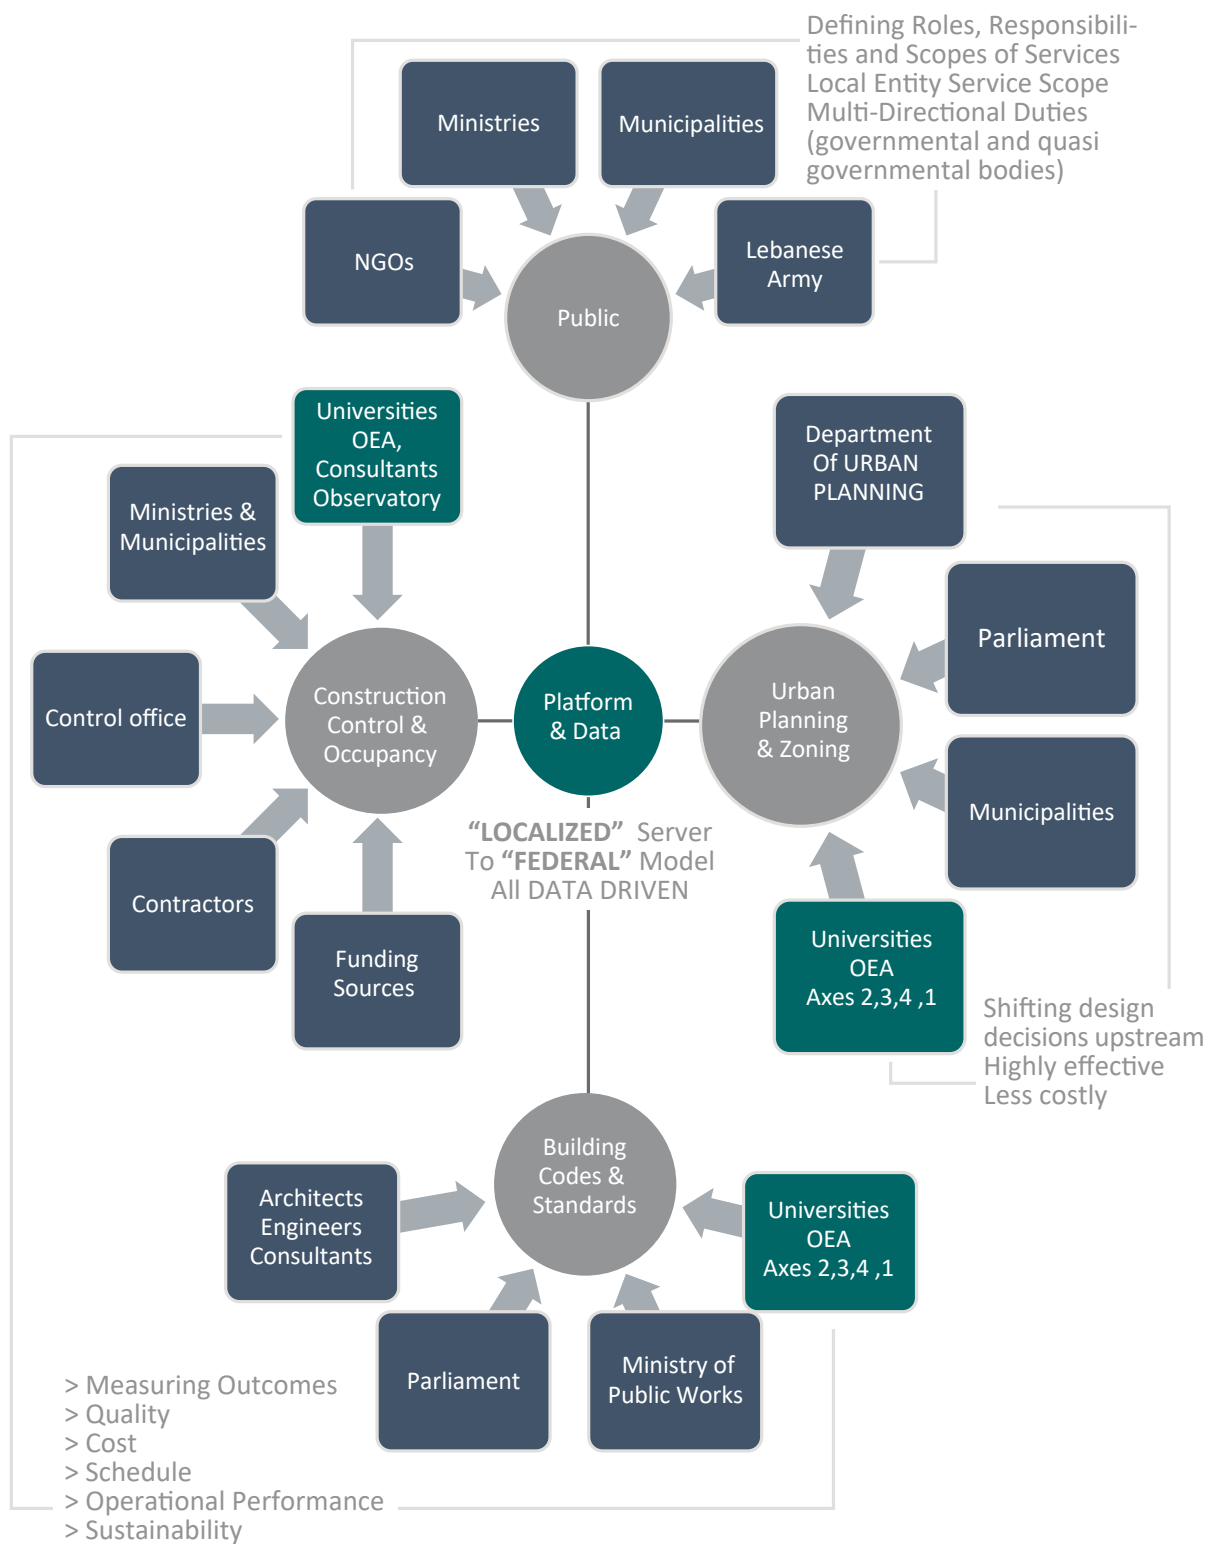 Defining Roles, Responsibili-
ties and Scopes of Services
Local Entity Service Scope
Multi-Directional Duties
(governmental and quasi
governmental bodies)
Ministries
Municipalities
NGOs
Lebanese
Army
Public
Universities
OEA,
Consultants
Observatory
Department
Of URBAN
PLANNING
Ministries &
Municipalities
Parliament
Control office
Construction
Control &
Occupancy
Platform
& Data
Urban
Planning
& Zoning
Municipalities
“LOCALIZED” Server
To “FEDERAL” Model
All DATA DRIVEN
Contractors
Funding
Sources
Universities
OEA
Axes 2,3,4 ,1
Shifting design
decisions upstream
Highly effective
Less costly
Building
Codes &
Standards
Architects
Engineers
Consultants
Universities
OEA
Axes 2,3,4 ,1
Parliament
Ministry of
Public Works
> Measuring Outcomes
> Quality
> Cost
> Schedule
> Operational Performance
> Sustainability